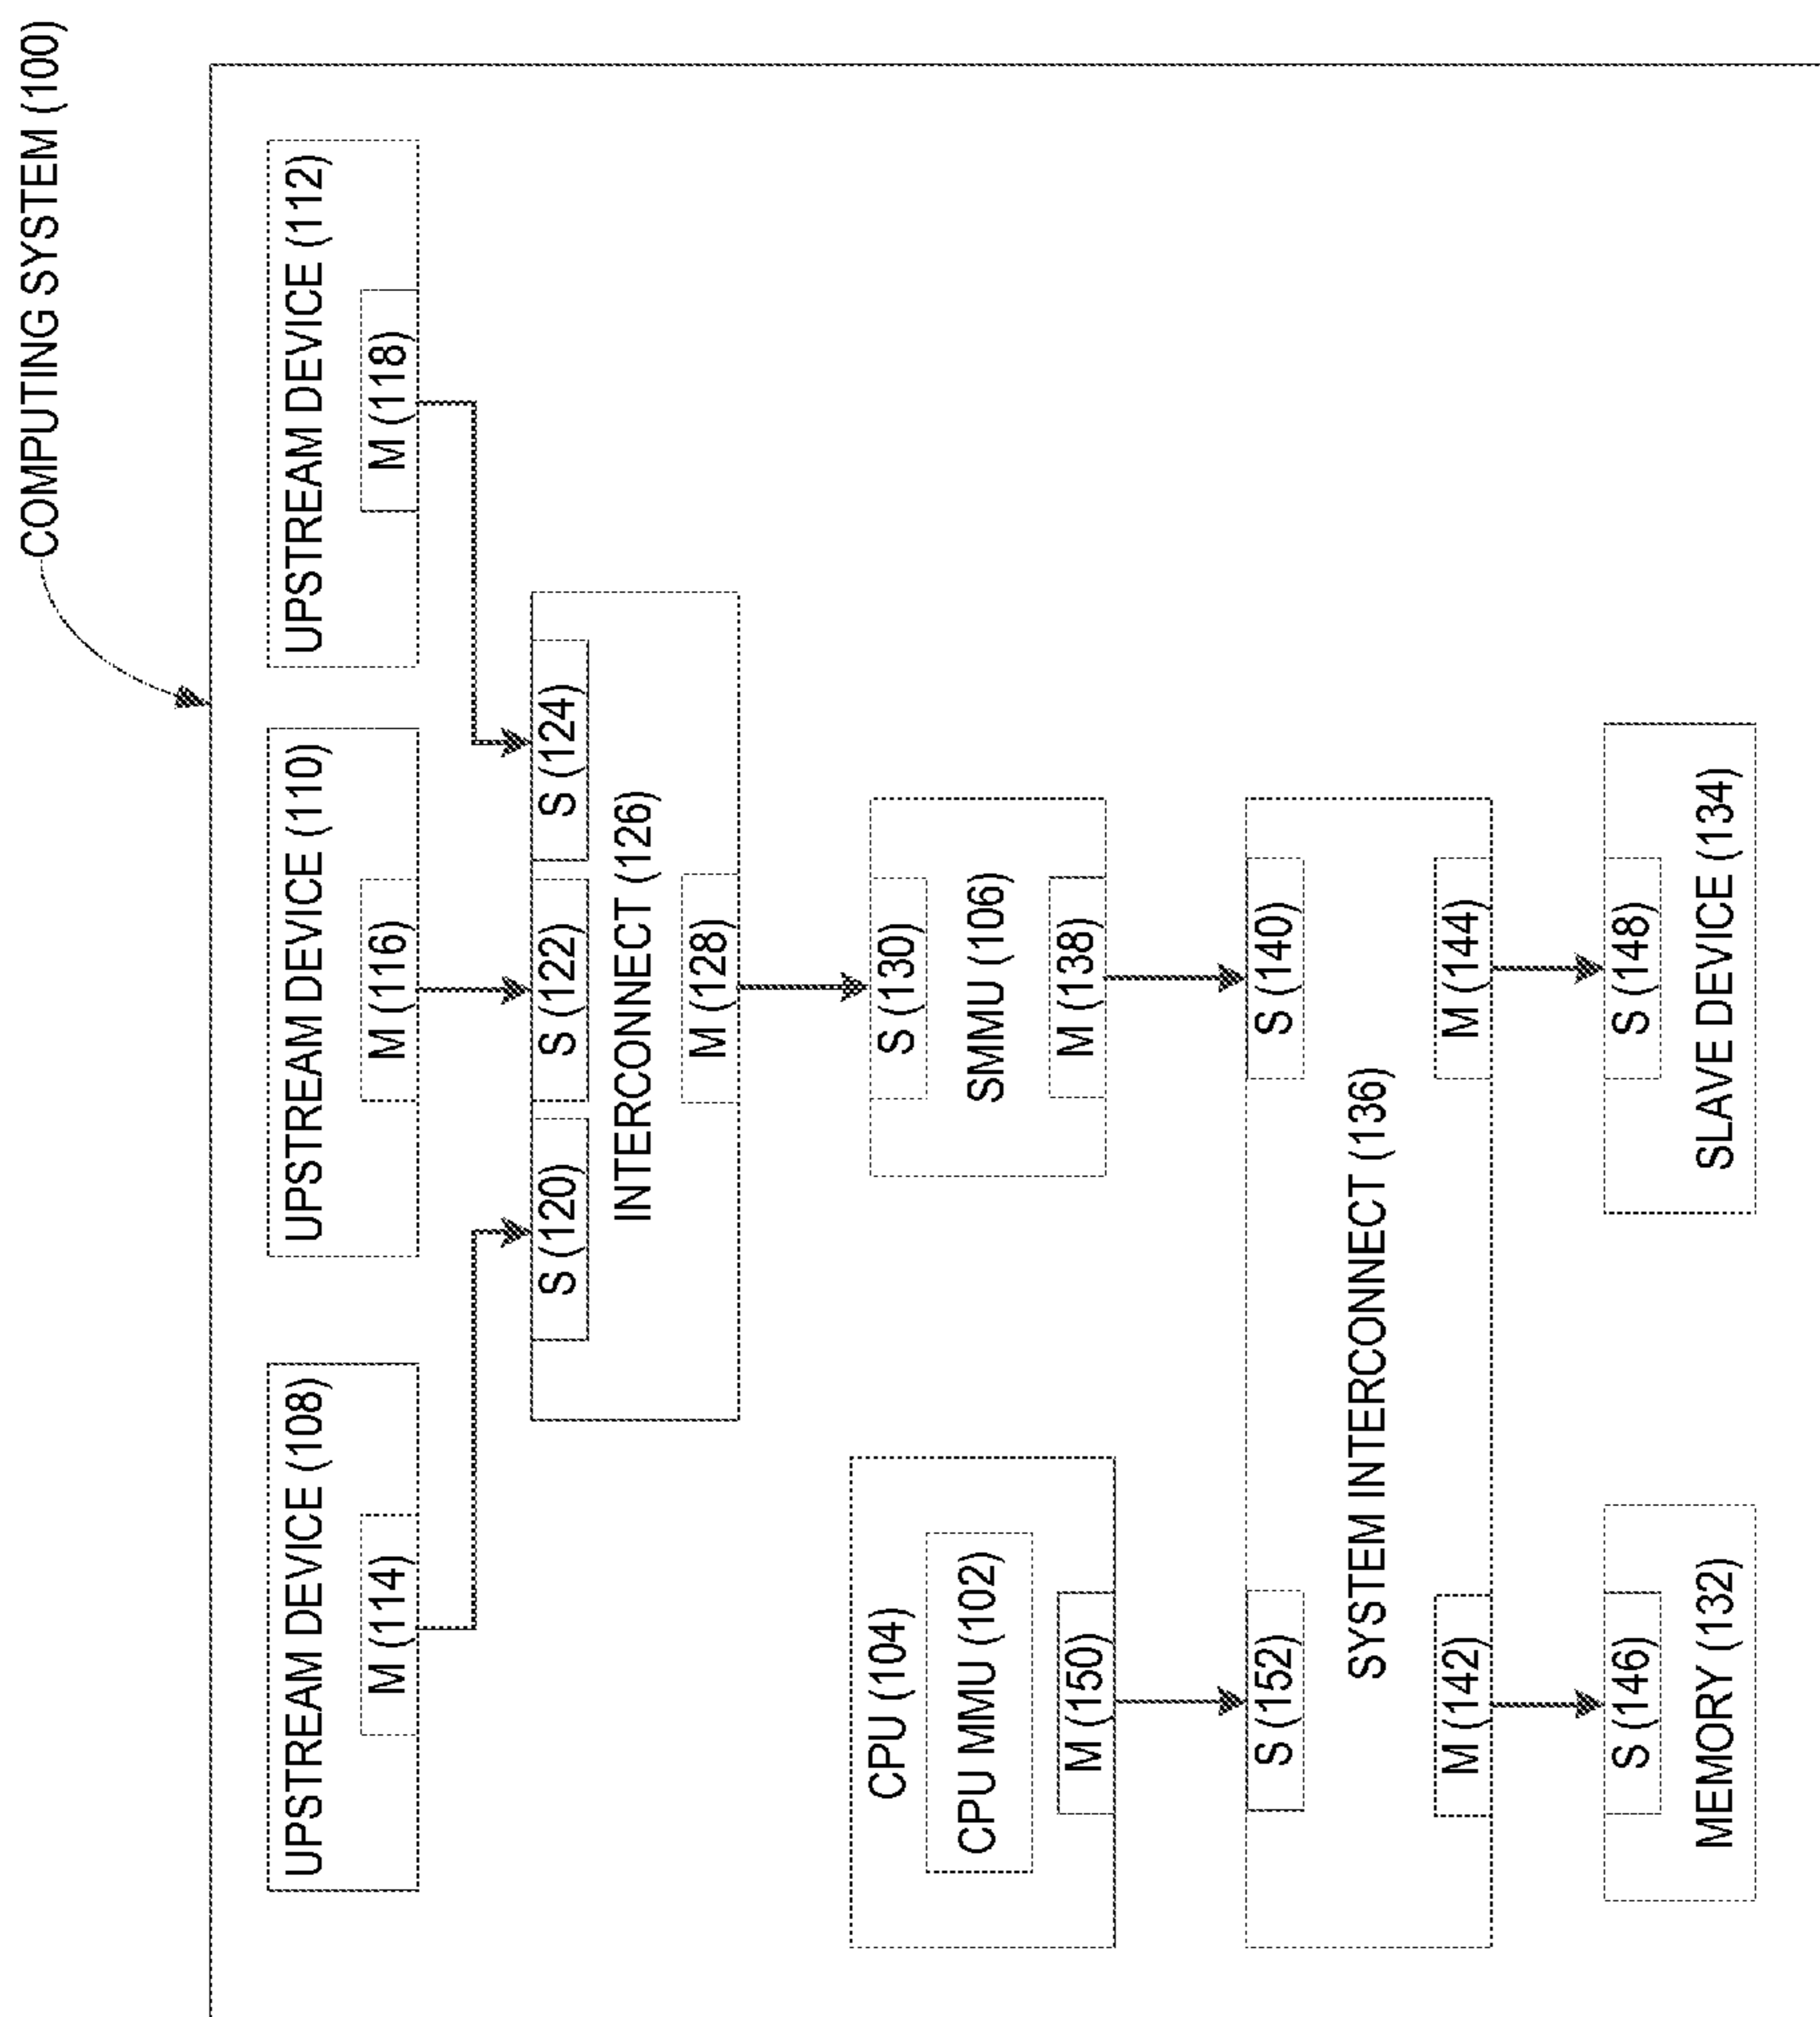 COMPUTING SYSTEM (100)
UPSTREAM DEVICE (108)
M (114)
UPSTREAM DEVICE (110)
M (116)
UPSTREAM DEVICE (112)
M (118)
S (120)
S (122)
S (124)
INTERCONNECT (126)
M (128)
CPU (104)
CPU MMU (102)
M (150)
S (130)
SMMU (106)
M (138)
S (152)
S (140)
SYSTEM INTERCONNECT (136)
M (142)
M (144)
S (146)
MEMORY (132)
S (148)
SLAVE DEVICE (134)